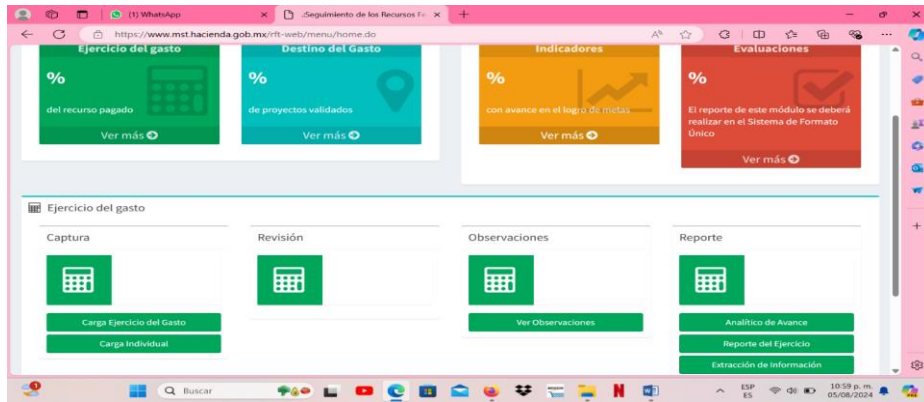 (1) WhatsApp
:Seguimiento de los Recursos Fe
https://www.mst.hacienda.gob.mx/rft-web/menu/home.do
Ejercicio del gasto
Destino del Gasto
Indicadores
Evaluaciones
%
%
%
%
del recurso pagado
de proyectos validados
con avance en el logro de metas
El reporte de este módulo se deberá
realizar en el Sistema de Formato
Único
Ver más
Ver más
Ver más
Ver más
Ejercicio del gasto
Captura
Revisión
Observaciones
Reporte
Carga Ejercicio del Gasto
Ver Observaciones
Analítico de Avance
Carga Individual
Reporte del Ejercicio
Extracción de Información
Buscar
ESP
ES
10:59 p. m.
05/08/2024